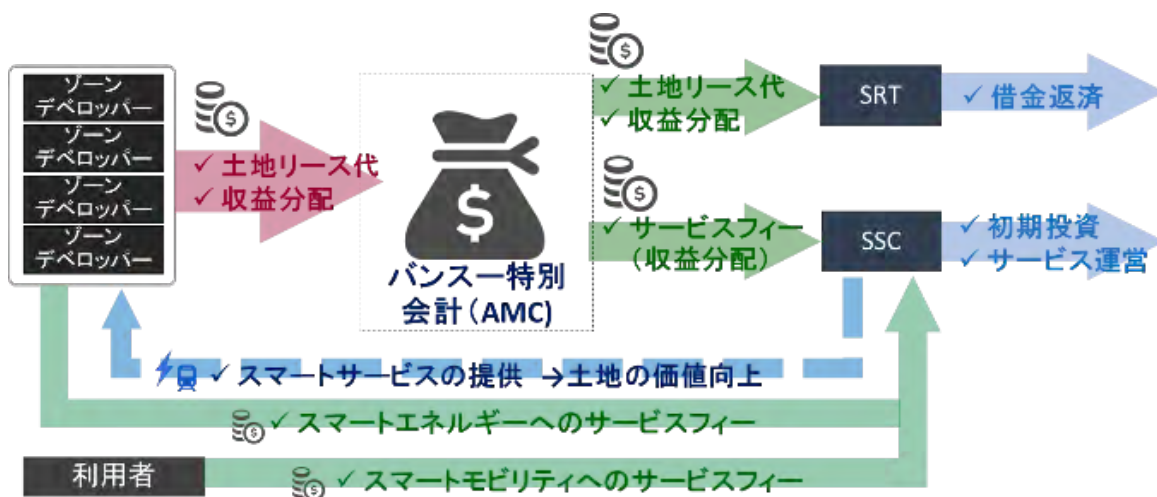 ゾーン
デベロッパー
ゾーン
デベロッパー
ゾーン
デベロッパー
ゾーン
デベロッパー
✓ 土地リース代
✓ 収益分配
$
バンスー特別
会計（AMC)
✓ 土地リース代
✓ 収益分配
SRT
✓ 借金返済
✓ サービスフィー
（収益分配）
SSC
✓ 初期投資
✓ サービス運営
✓ スマートサービスの提供 →土地の価値向上
✓ スマートエネルギーへのサービスフィー
利用者
✓ スマートモビリティへのサービスフィー